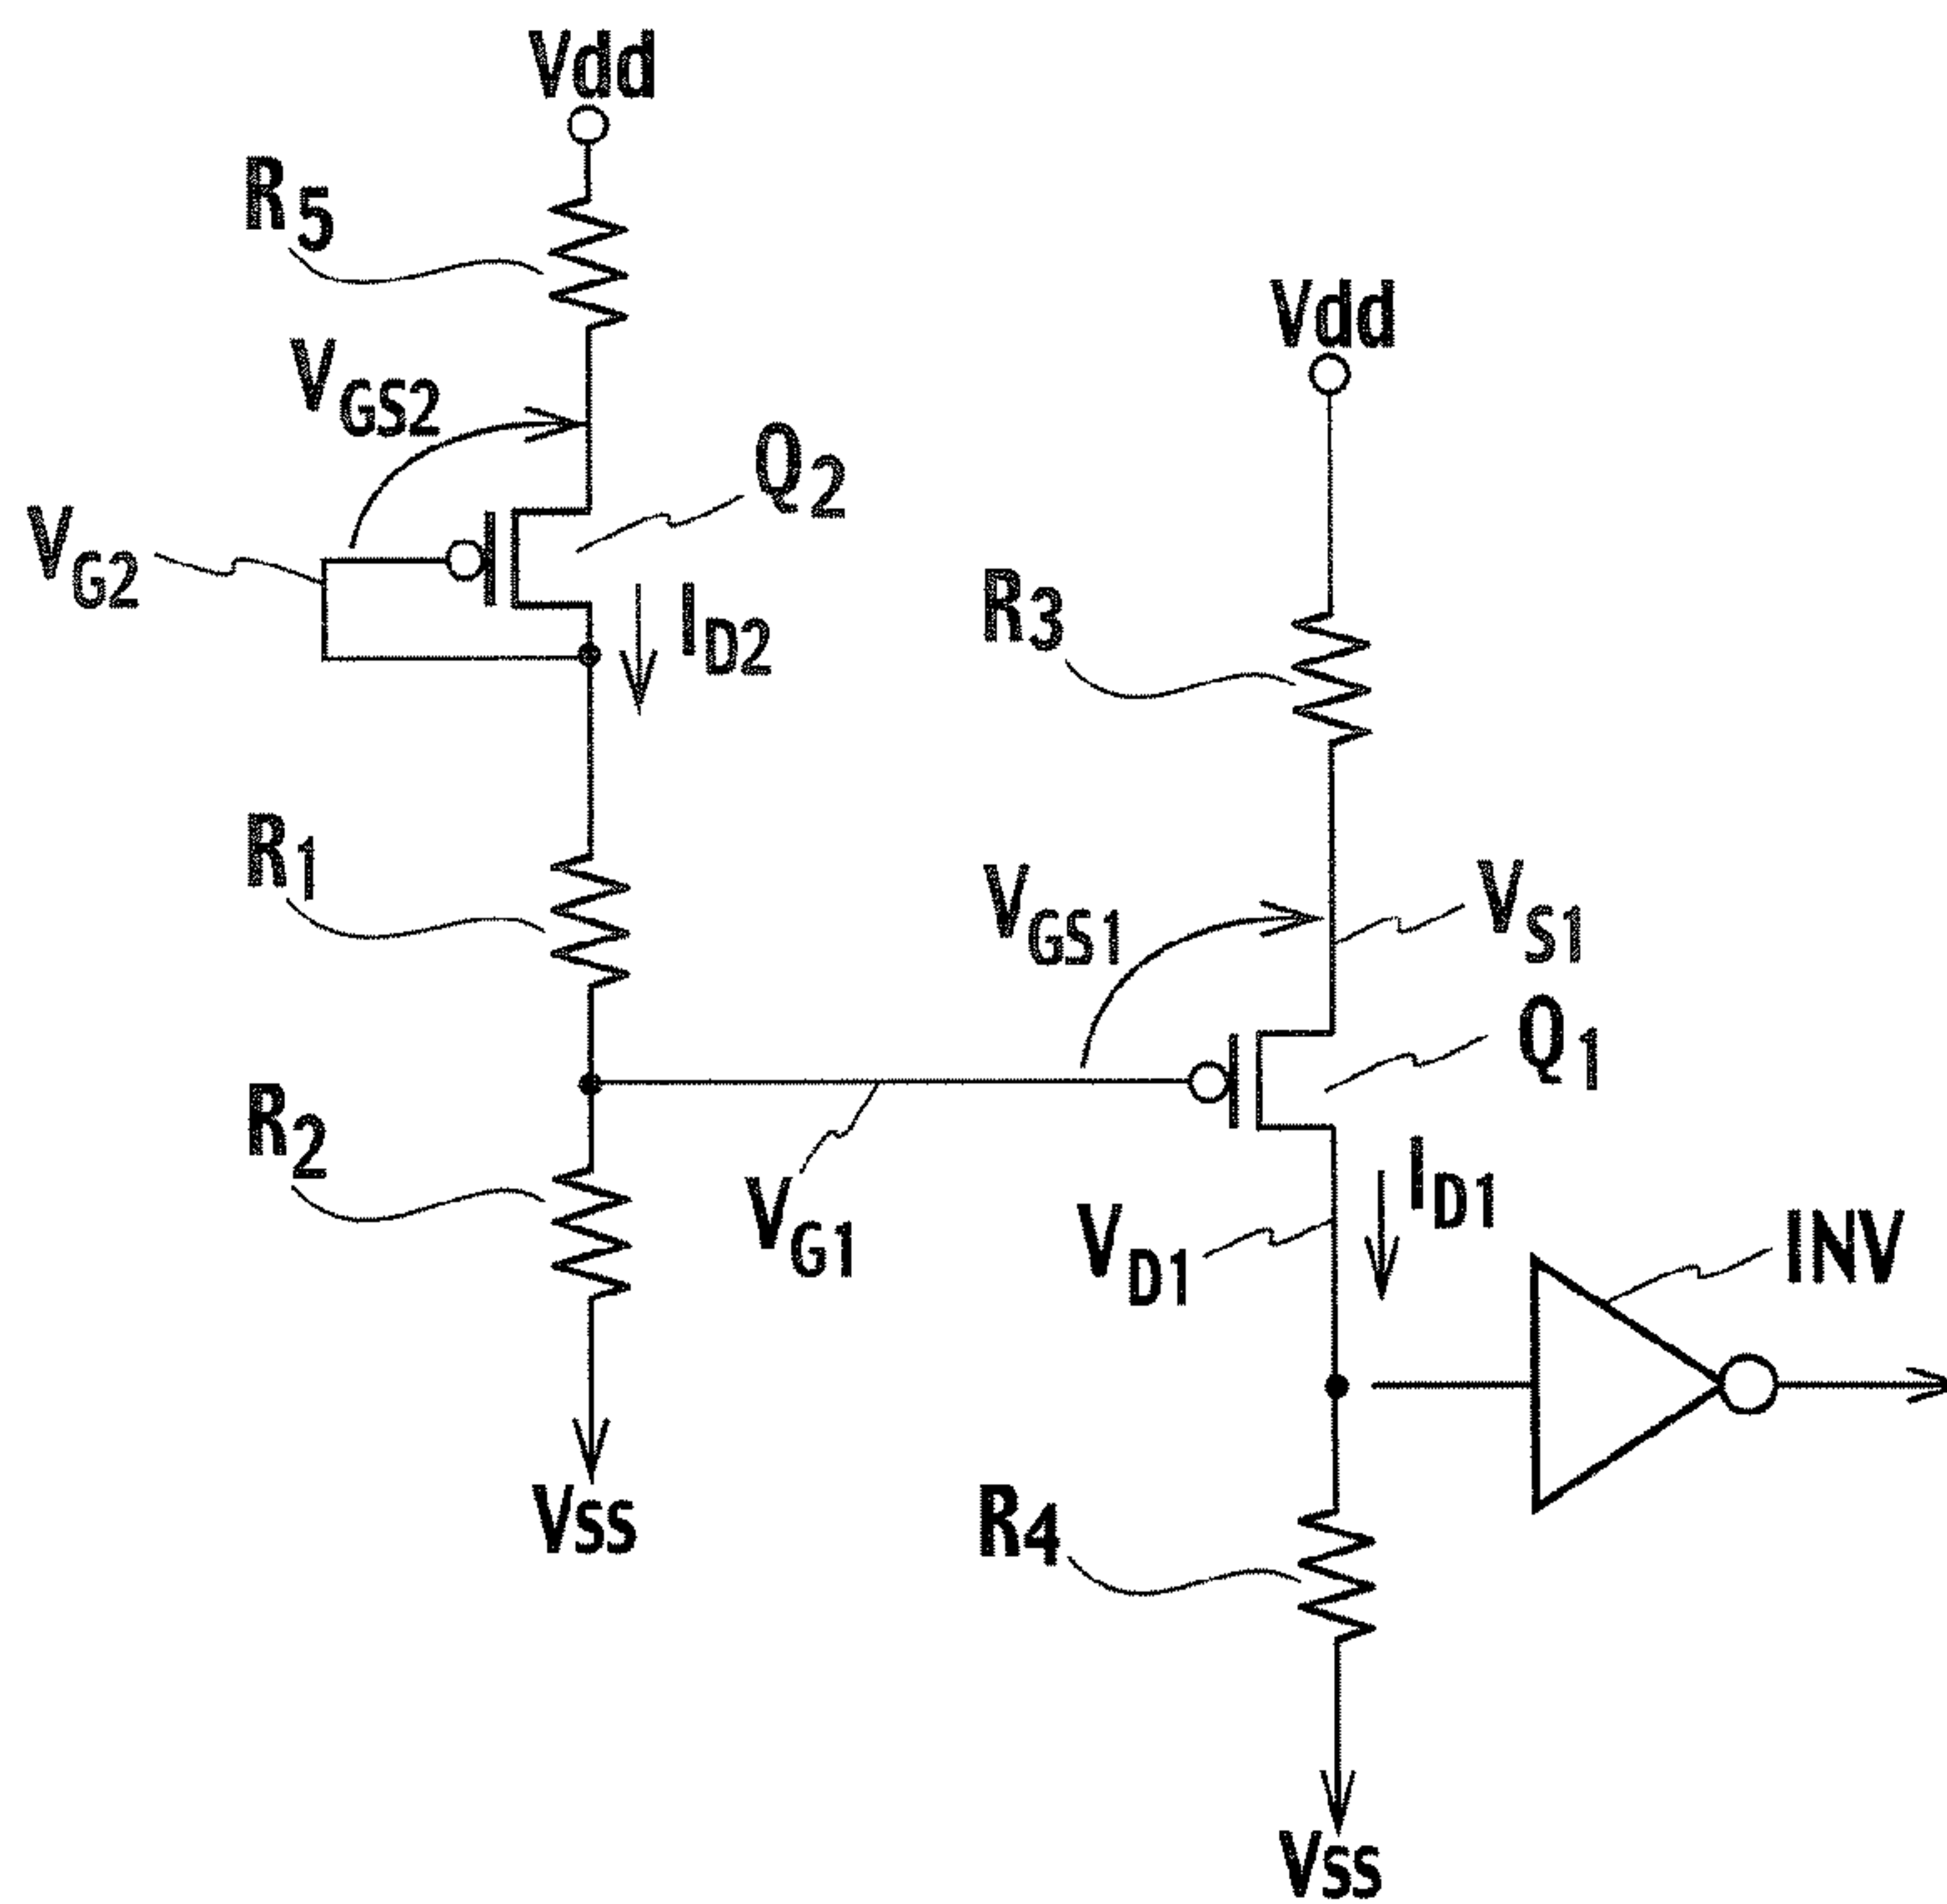 Vdd
R5
VGS2
Q2
VG2
ID2
R1
R2
Vss
Vdd
R3
VGS1
VS1
Q1
VG1
ID1
VD1
INV
R4
Vss